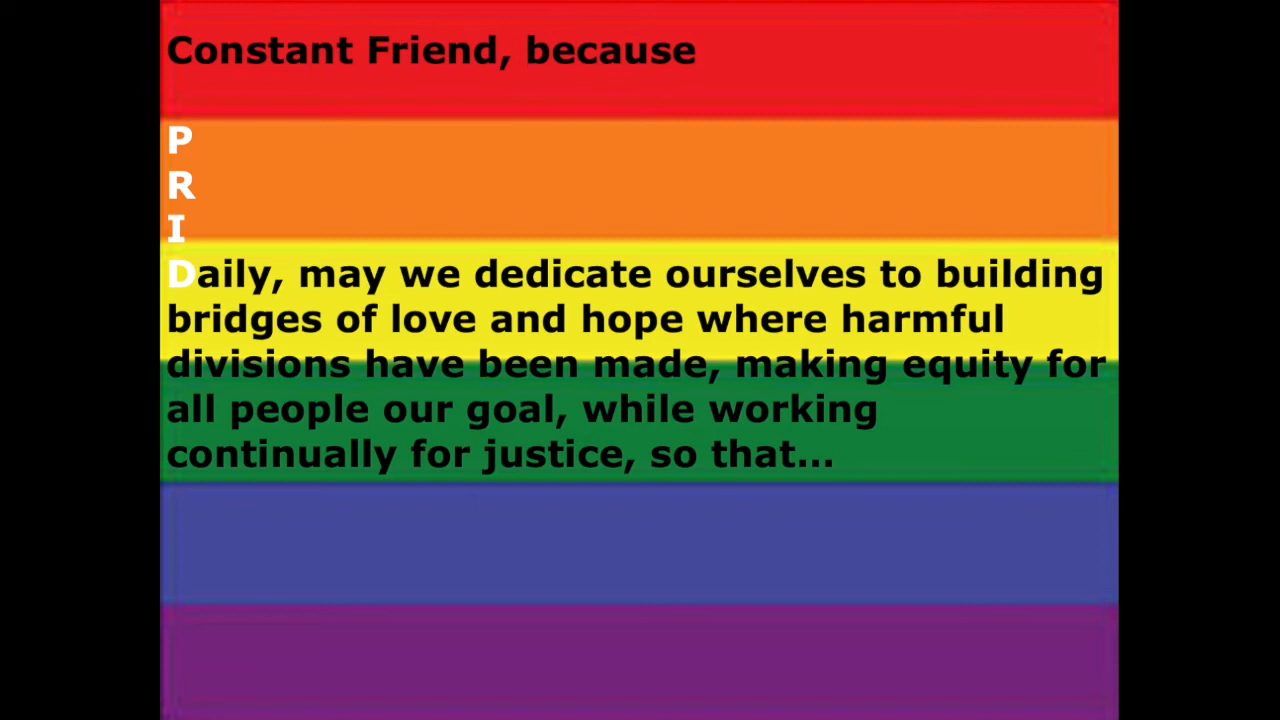 Constant Friend, because
P
R
I
Daily, may we dedicate ourselves to building
bridges of love and hope where harmful
divisions have been made, making equity for
all people our goal, while working
continually for justice, so that...